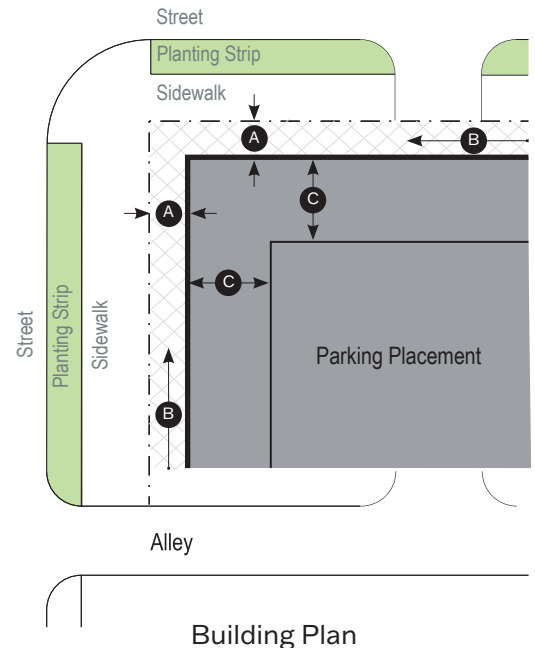 Street
Planting Strip
Sidewalk
A
B
A
C
C
Street
Planting Strip
Sidewalk
Parking Placement
B
Alley
Building Plan